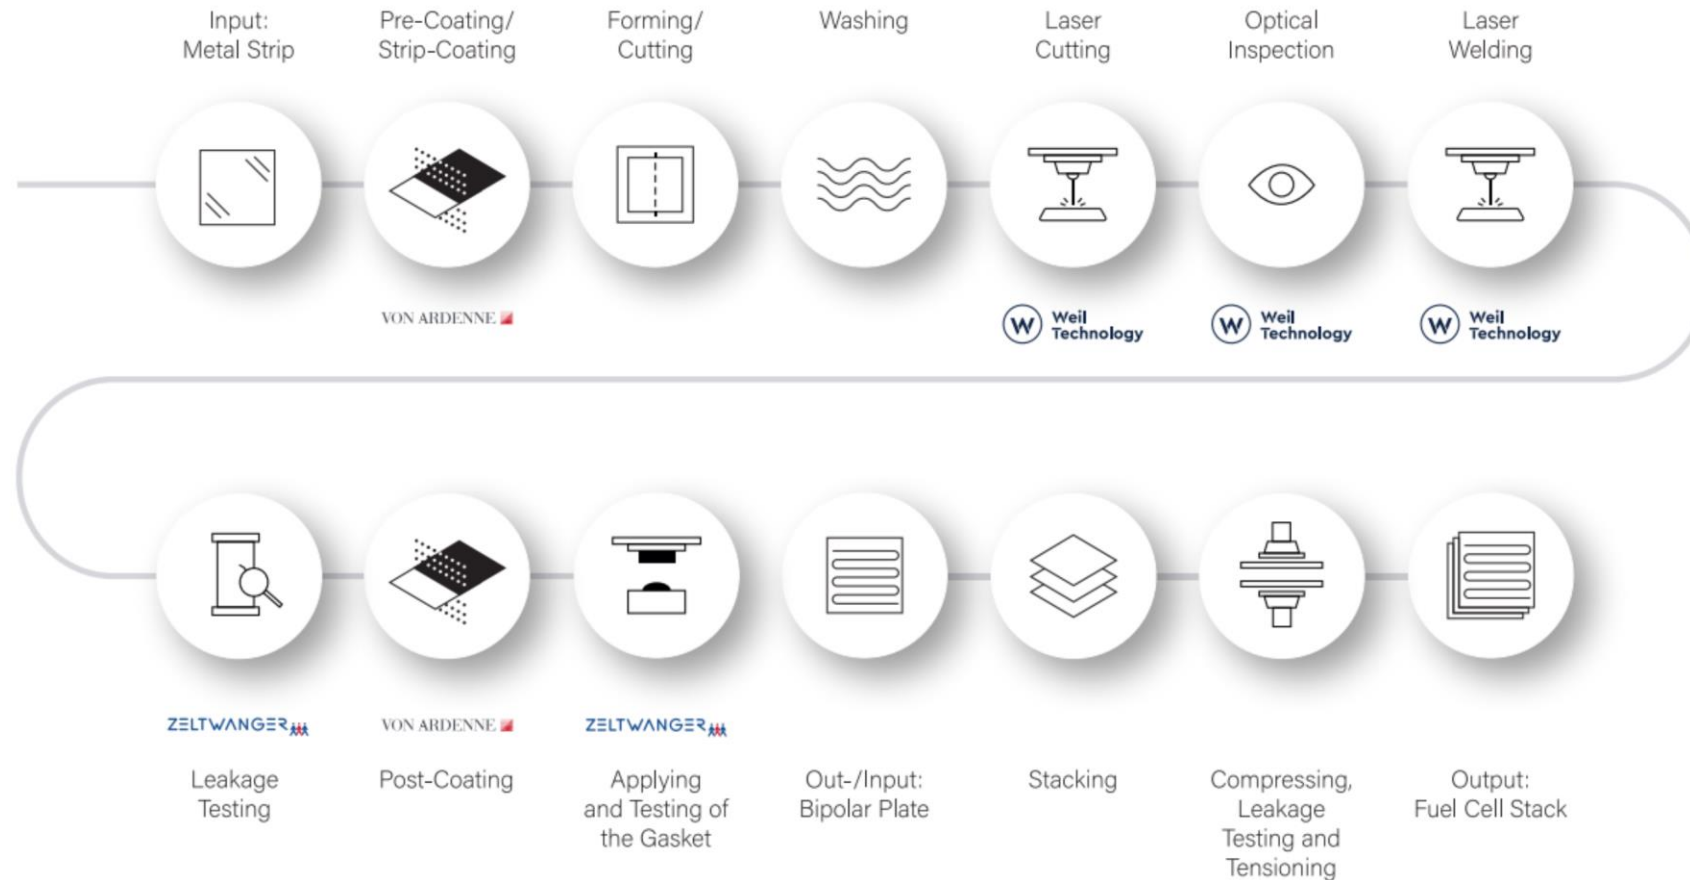 Input:
Metal Strip
Pre-Coating/
Strip-Coating
Forming/
Cutting
Washing
Laser
Cutting
Optical
Inspection
Laser
Welding
VON ARDENNE
W Weil
Technology
W Weil
Technology
W Weil
Technology
ZELTWANGER
VON ARDENNE
ZELTWANGER
Leakage
Testing
Post-Coating
Applying
and Testing of
the Gasket
Out-/Input:
Bipolar Plate
Stacking
Compressing,
Leakage
Testing and
Tensioning
Output:
Fuel Cell Stack